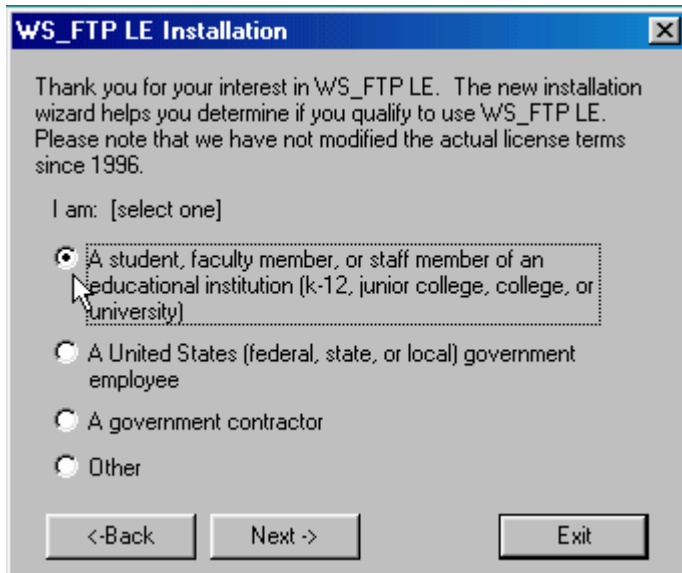 WS_FTP LE Installation
Thank you for your interest in WS_FTP LE. The new installation
wizard helps you determine if you qualify to use WS_FTP LE.
Please note that we have not modified the actual license terms
since 1996.
I am: [select one]
A student, faculty member, or staff member of an
educational institution (k-12, junior college, college, or
university)
A United States (federal, state, or local) government
employee
A government contractor
Other
<-Back
Next ->
Exit